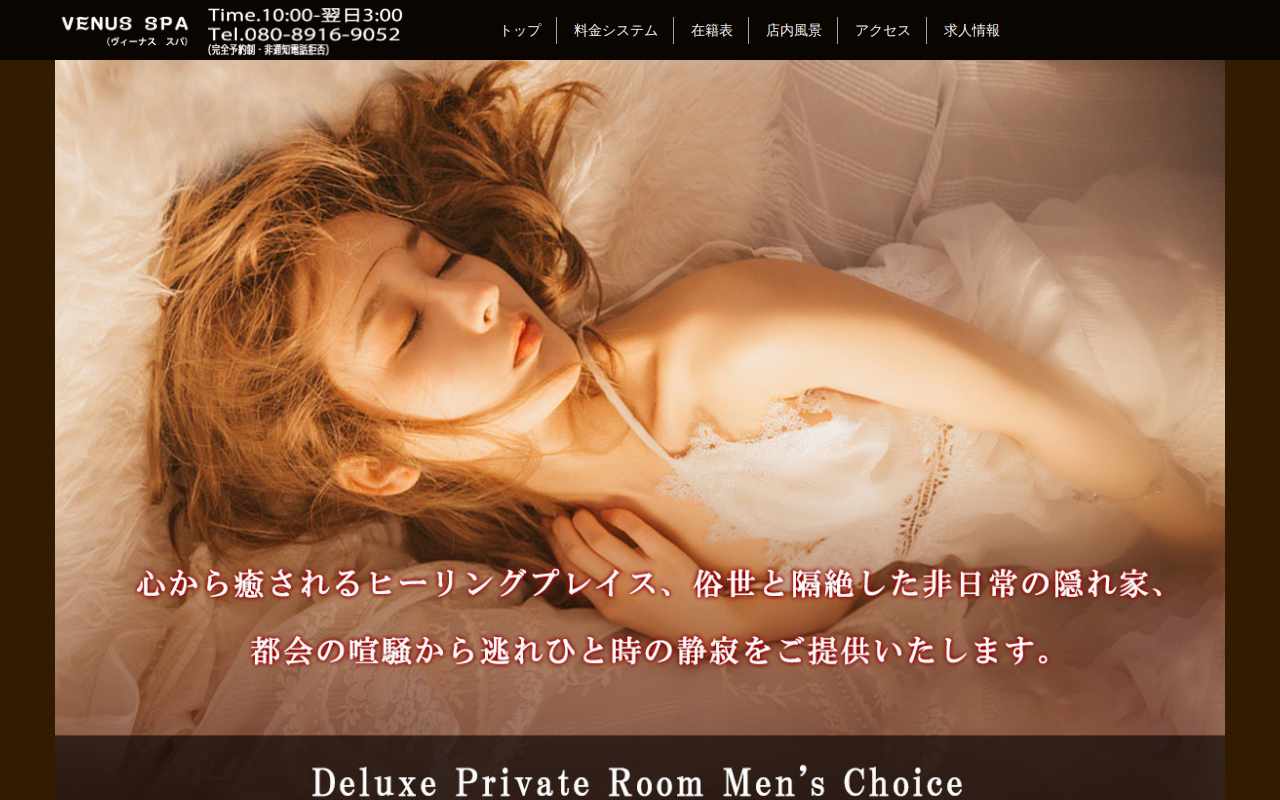 VENUS SPA
(ヴィーナス スパ)
Time.10:00-翌日3:00
Tel.080-8916-9052
(完全予約制・非通知電話拒否)
トップ
料金システム
在籍表
店内風景
アクセス
求人情報
心から癒されるヒーリングプレイス、俗世と隔絶した非日常の隠れ家、
都会の喧騒から逃れひと時の静寂をご提供いたします。
Deluxe Private Room Men's Choice